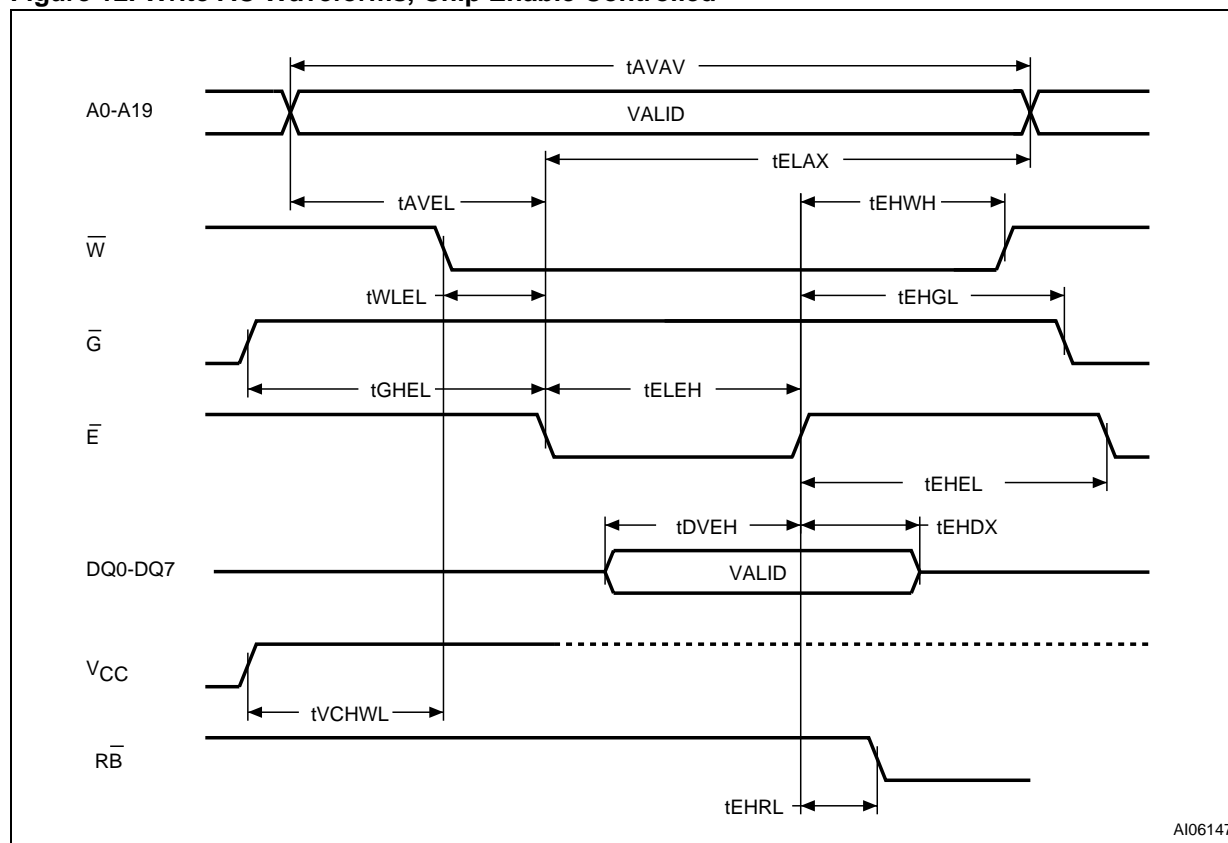 tAVAV
A0-A19
VALID
tELAX
tAVEL
tEHWH
W̅
tWLEL
tEHGL
G̅
tGHEL
tELEH
E̅
tEHEL
tDVEH
tEHDX
DQ0-DQ7
VALID
VCC
tVCHWL
RB̅
tEHRL
AI06147